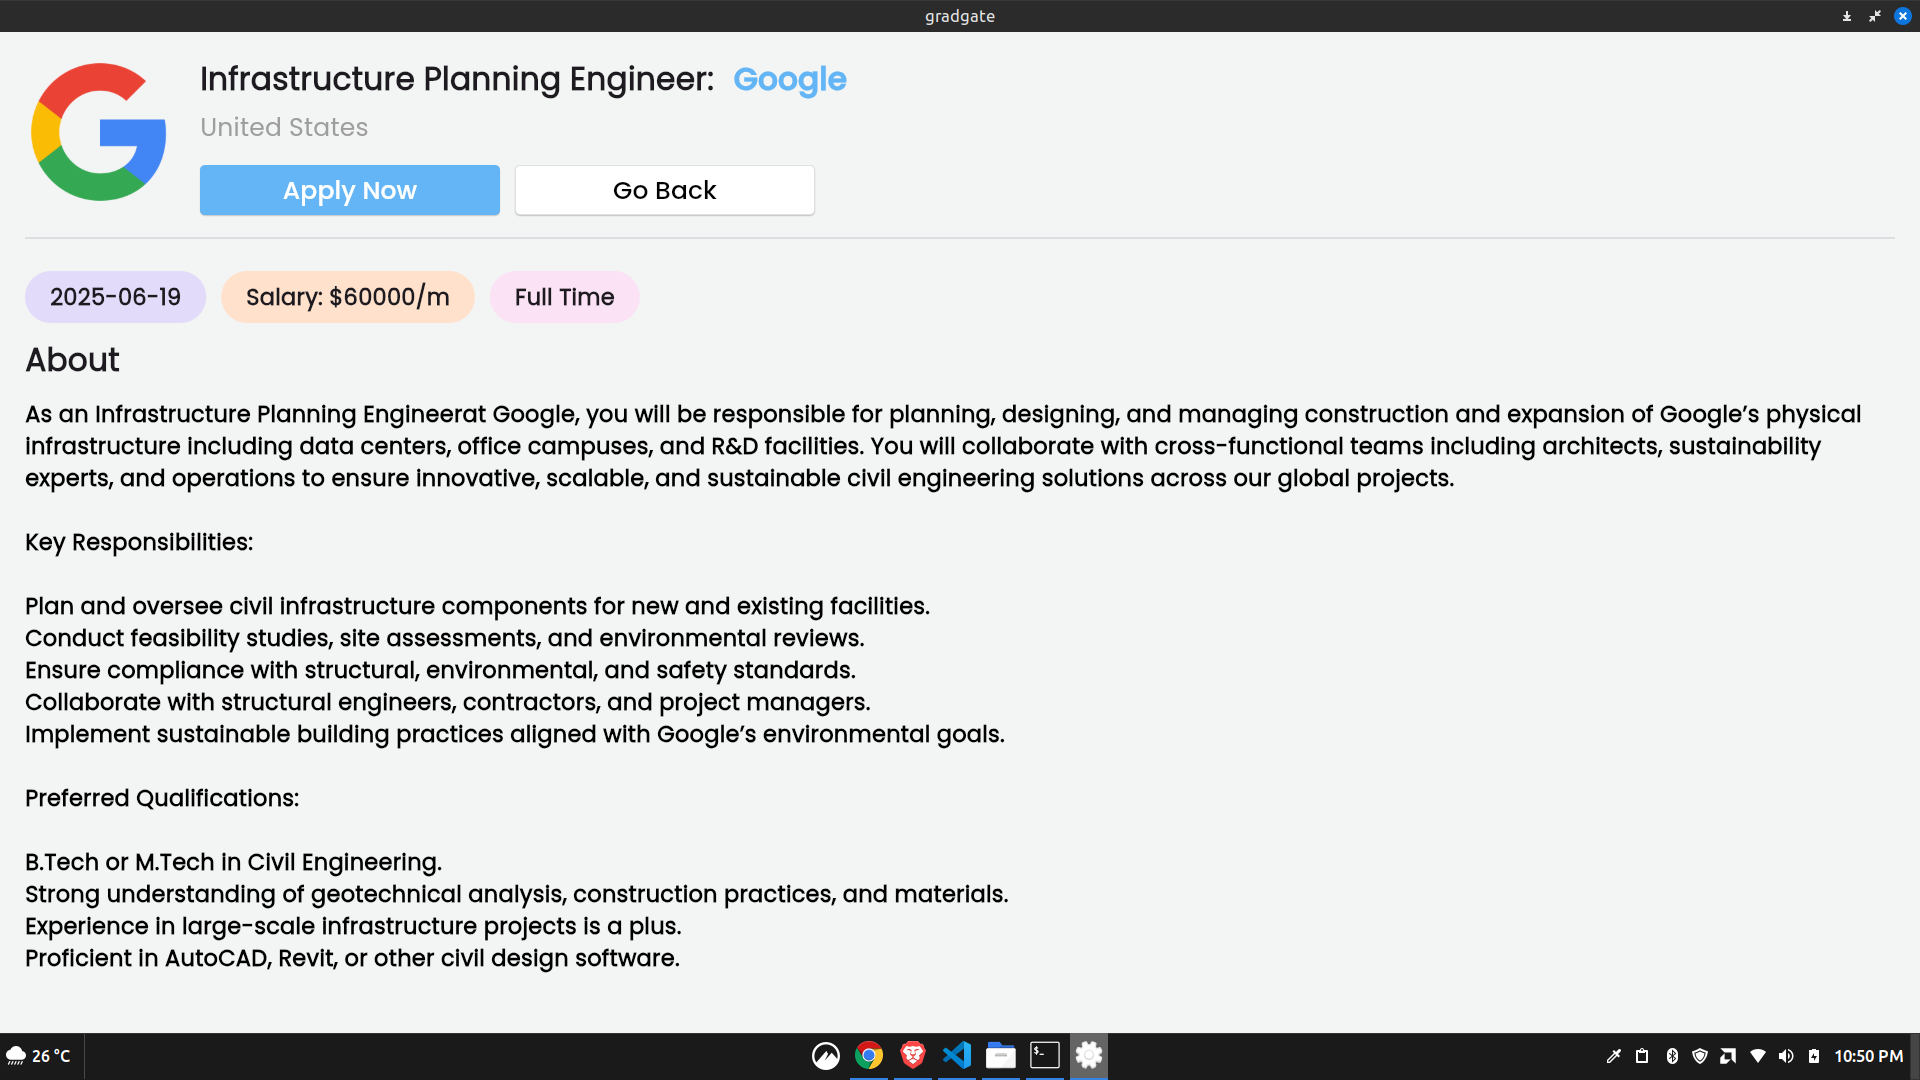 gradgate
Infrastructure Planning Engineer: Google
United States
Apply Now
Go Back
2025-06-19
Salary: $60000/m
Full Time
About
As an Infrastructure Planning Engineerat Google, you will be responsible for planning, designing, and managing construction and expansion of Google’s physical
infrastructure including data centers, office campuses, and R&D facilities. You will collaborate with cross-functional teams including architects, sustainability
experts, and operations to ensure innovative, scalable, and sustainable civil engineering solutions across our global projects.
Key Responsibilities:
Plan and oversee civil infrastructure components for new and existing facilities.
Conduct feasibility studies, site assessments, and environmental reviews.
Ensure compliance with structural, environmental, and safety standards.
Collaborate with structural engineers, contractors, and project managers.
Implement sustainable building practices aligned with Google’s environmental goals.
Preferred Qualifications:
B.Tech or M.Tech in Civil Engineering.
Strong understanding of geotechnical analysis, construction practices, and materials.
Experience in large-scale infrastructure projects is a plus.
Proficient in AutoCAD, Revit, or other civil design software.
26 °C
10:50 PM